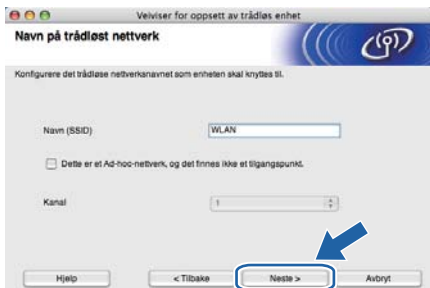 Veiviser for oppsett av trådløs enhet
Navn på trådløst nettverk
Konfigurere det trådløse nettverksnavnet som enheten skal knyttes til.
Navn (SSID)
WLAN
Dette er et Ad-hoc-nettverk, og det finnes ikke et tilgangspunkt.
Kanal
1
Hjelp
< Tilbake
Neste >
Avbryt